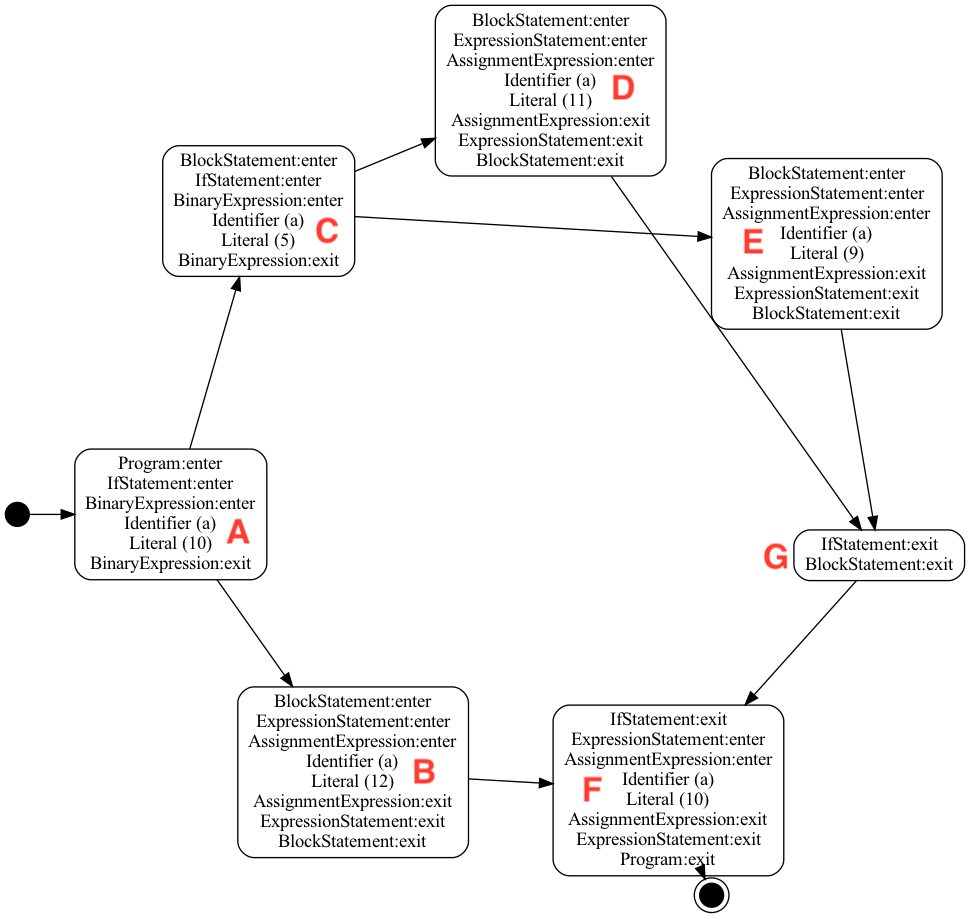 BlockStatement:enter
ExpressionStatement:enter
AssignmentExpression:enter
Identifier (a)
D
Literal (11)
AssignmentExpression:exit
ExpressionStatement:exit
BlockStatement:exit
BlockStatement:enter
IfStatement:enter
BinaryExpression:enter
Identifier (a)
C
Literal (5)
BinaryExpression:exit
BlockStatement:enter
ExpressionStatement:enter
AssignmentExpression:enter
E
Identifier (a)
Literal (9)
AssignmentExpression:exit
ExpressionStatement:exit
BlockStatement:exit
Program:enter
IfStatement:enter
BinaryExpression:enter
Identifier (a)
A
Literal (10)
BinaryExpression:exit
G
IfStatement:exit
BlockStatement:exit
BlockStatement:enter
ExpressionStatement:enter
AssignmentExpression:enter
Identifier (a)
B
Literal (12)
AssignmentExpression:exit
ExpressionStatement:exit
BlockStatement:exit
IfStatement:exit
ExpressionStatement:enter
AssignmentExpression:enter
Identifier (a)
F
Literal (10)
AssignmentExpression:exit
ExpressionStatement:exit
Program:exit